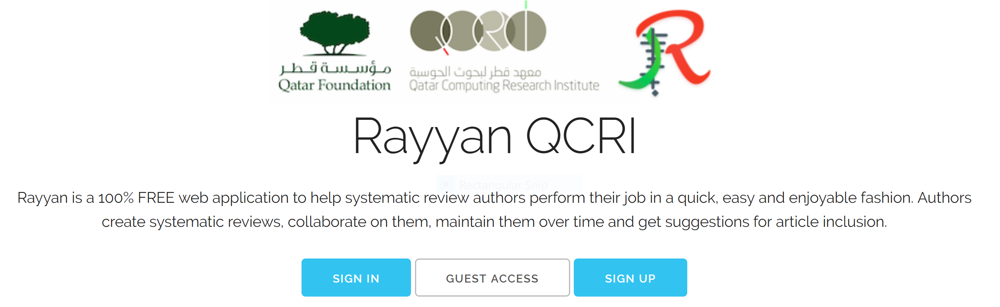 مؤسسة قطر
Qatar Foundation
QCRI
معهد قطر لبحوث الحوسبة
Qatar Computing Research Institute
R
Rayyan QCRI
Rectangular Snip
Rayyan is a 100% FREE web application to help systematic review authors perform their job in a quick, easy and enjoyable fashion. Authors
create systematic reviews, collaborate on them, maintain them over time and get suggestions for article inclusion.
SIGN IN
GUEST ACCESS
SIGN UP